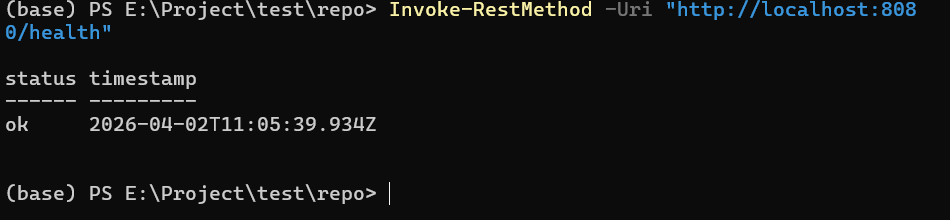 (base) PS E:\Project\test\repo> Invoke-RestMethod -Uri "http://localhost:808
0/health"
status timestamp
------ ---------
ok     2026-04-02T11:05:39.934Z
(base) PS E:\Project\test\repo>